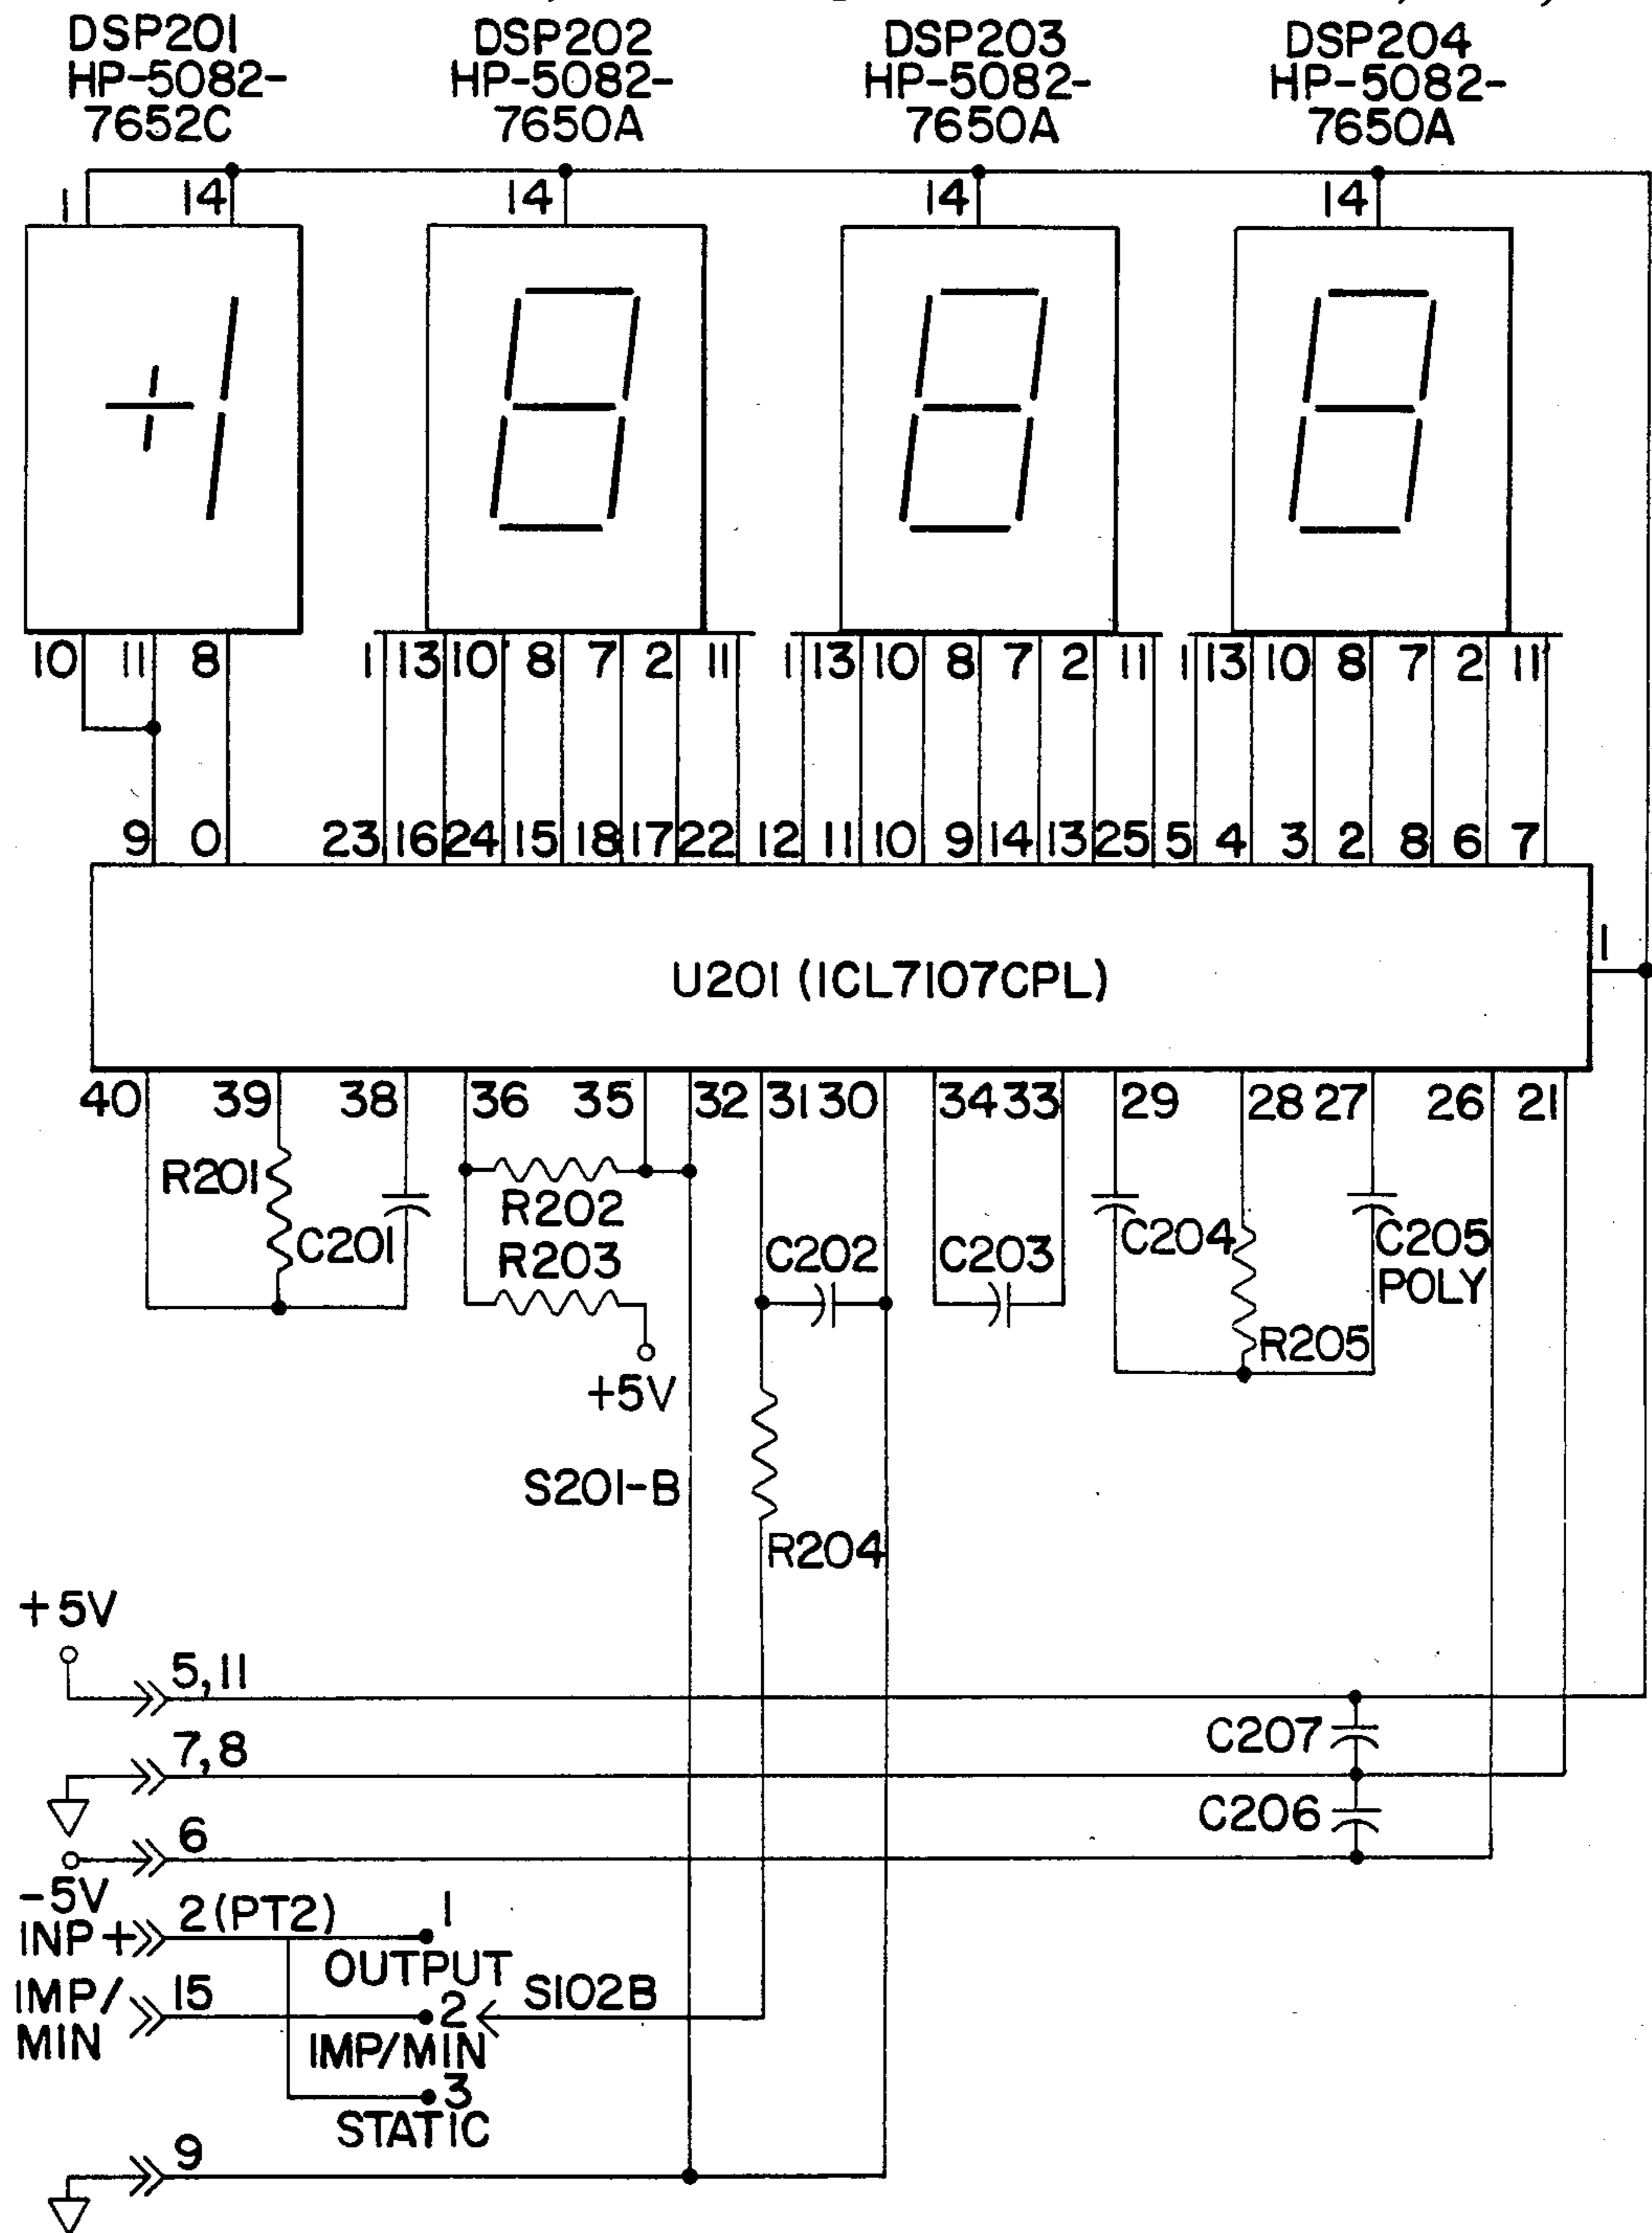 DSP201
HP-5082-
7652C
DSP202
HP-5082-
7650A
DSP203
HP-5082-
7650A
DSP204
HP-5082-
7650A
1 14 14 14 14
10 11 8 1 13 10 8 7 2 11 1 13 10 8 7 2 11 1 13 10 8 7 2 11
9 0 23 16 24 15 18 17 22 12 11 10 9 14 13 25 5 4 3 2 8 6 7
U201 (ICL7107CPL)
1
40 39 38 36 35 32 31 30 34 33 29 28 27 26 21
R201
C201
R202
R203
+5V
C202
C203
C204
R205
C205
POLY
S201-B
R204
+5V
5,11
C207
7,8
C206
6
-5V
INP+
2(PT2)
1
OUTPUT
IMP/
MIN
15
2
S102B
IMP/MIN
3
STATIC
9